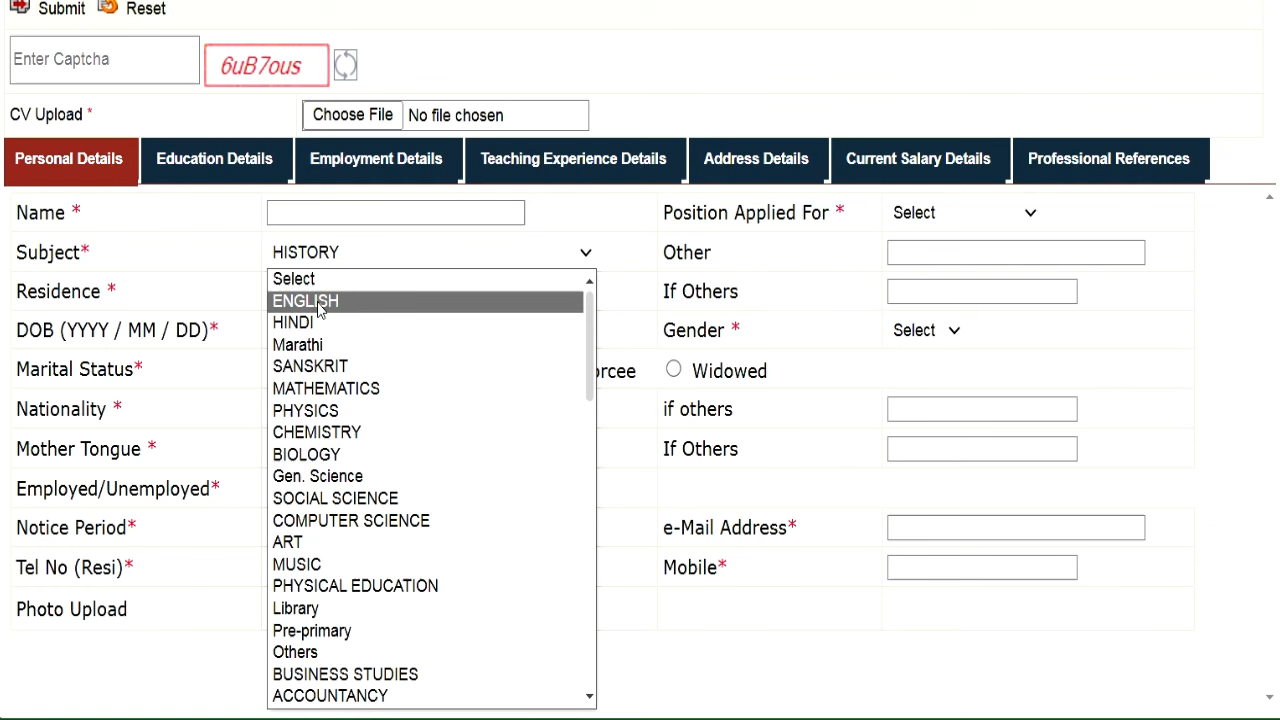 Submit Reset
Enter Captcha 6uB7ous
CV Upload * Choose File No file chosen
Personal Details Education Details Employment Details Teaching Experience Details Address Details Current Salary Details Professional References
Name * Position Applied For * Select
Subject* HISTORY Other
Select
Residence * If Others
ENGLISH
HINDI
DOB (YYYY / MM / DD)* Gender * Select
Marathi
SANSKRIT
Marital Status* orcee Widowed
MATHEMATICS
Nationality * PHYSICS if others
CHEMISTRY
Mother Tongue * BIOLOGY If Others
Gen. Science
Employed/Unemployed* SOCIAL SCIENCE
COMPUTER SCIENCE
Notice Period* e-Mail Address*
ART
Tel No (Resi)* MUSIC Mobile*
PHYSICAL EDUCATION
Photo Upload Library
Pre-primary
Others
BUSINESS STUDIES
ACCOUNTANCY